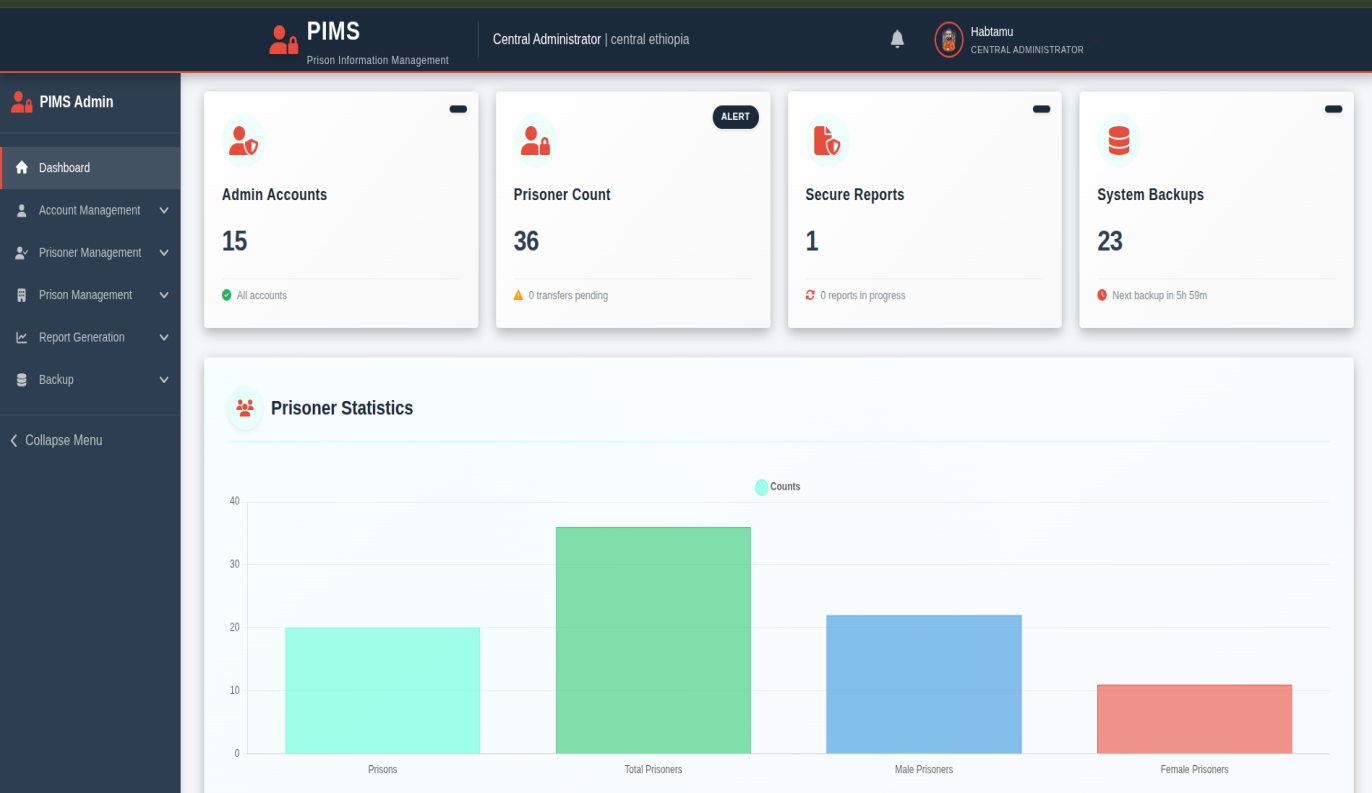 PIMS
Prison Information Management
Central Administrator | central ethiopia
Habtamu
CENTRAL ADMINISTRATOR
PIMS Admin
Dashboard
Account Management
Prisoner Management
Prison Management
Report Generation
Backup
Collapse Menu
Admin Accounts
15
All accounts
ALERT
Prisoner Count
36
0 transfers pending
Secure Reports
1
0 reports in progress
System Backups
23
Next backup in 5h 59m
Prisoner Statistics
Counts
40
30
20
10
0
Prisons
Total Prisoners
Male Prisoners
Female Prisoners